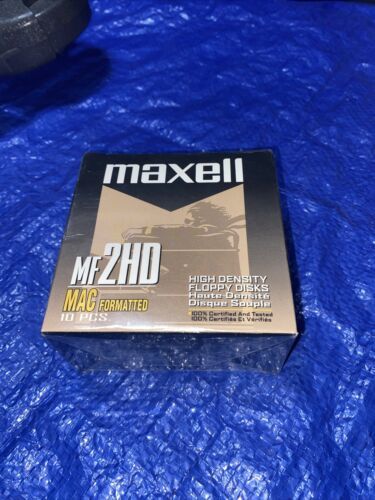 maxell
MF2HD
MAC FORMATTED
10 PCS
HIGH DENSITY
FLOPPY DISKS
Haute Densité
Disque Souple
100% Certified And Tested
100% Certifiés Et Vérifiés